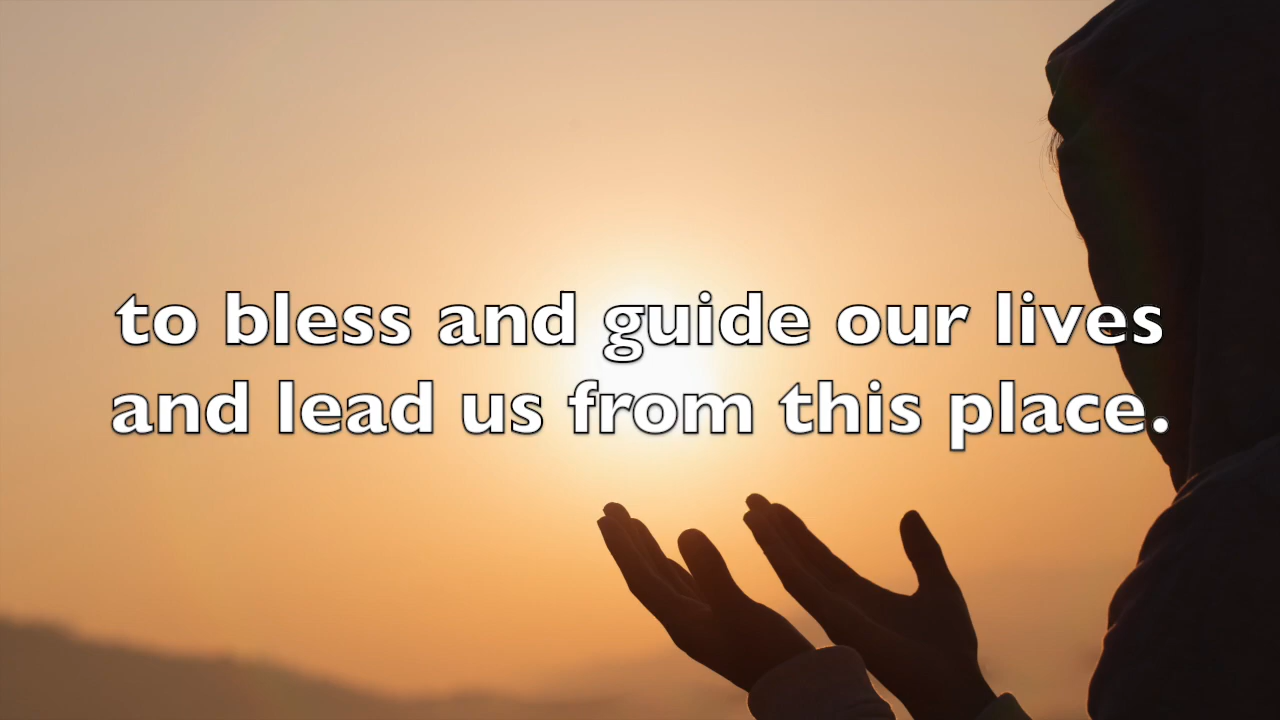 to bless and guide our lives
and lead us from this place.